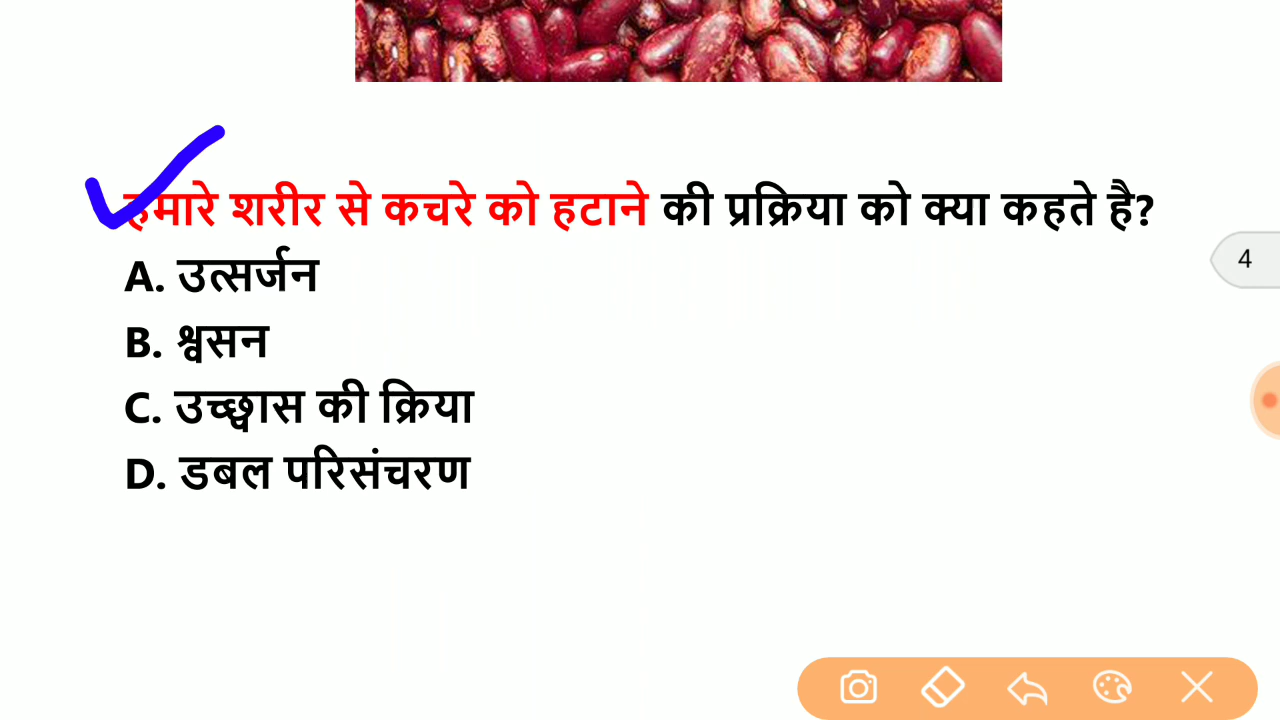 हमारे शरीर से कचरे को हटाने की प्रक्रिया को क्या कहते है?
A. उत्सर्जन
B. श्वसन
C. उच्छ्वास की क्रिया
D. डबल परिसंचरण
4